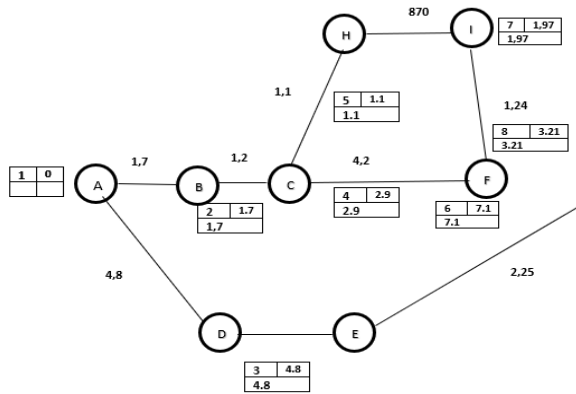 870
H
I
7 1,97
1,97
1,1
5 1.1
1.1
1,24
8 3.21
3.21
1 0
1,7
1,2
4,2
A
B
C
F
2 1.7
1,7
4 2.9
2.9
6 7.1
7.1
4,8
2,25
D
E
3 4.8
4.8